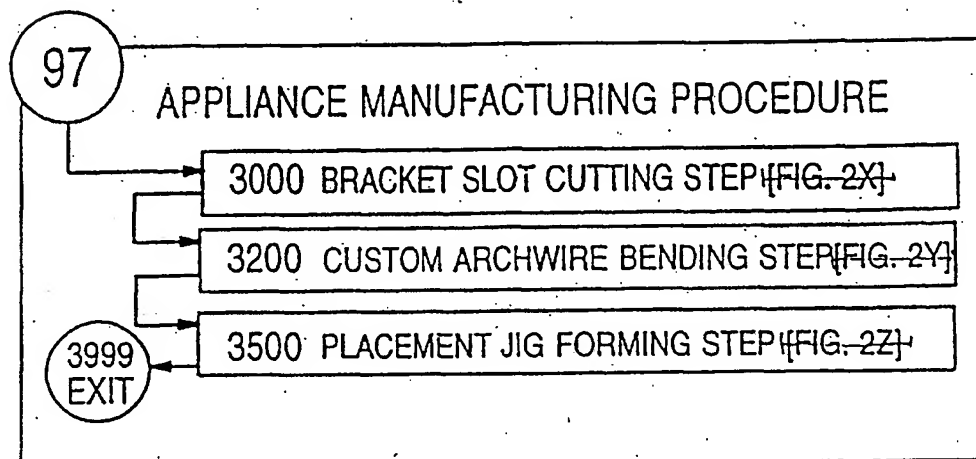 97
APPLIANCE MANUFACTURING PROCEDURE
3000 BRACKET SLOT CUTTING STEP [FIG. 2X]
3200 CUSTOM ARCHWIRE BENDING STEP [FIG. 2Y]
3500 PLACEMENT JIG FORMING STEP [FIG. 2Z]
3999
EXIT